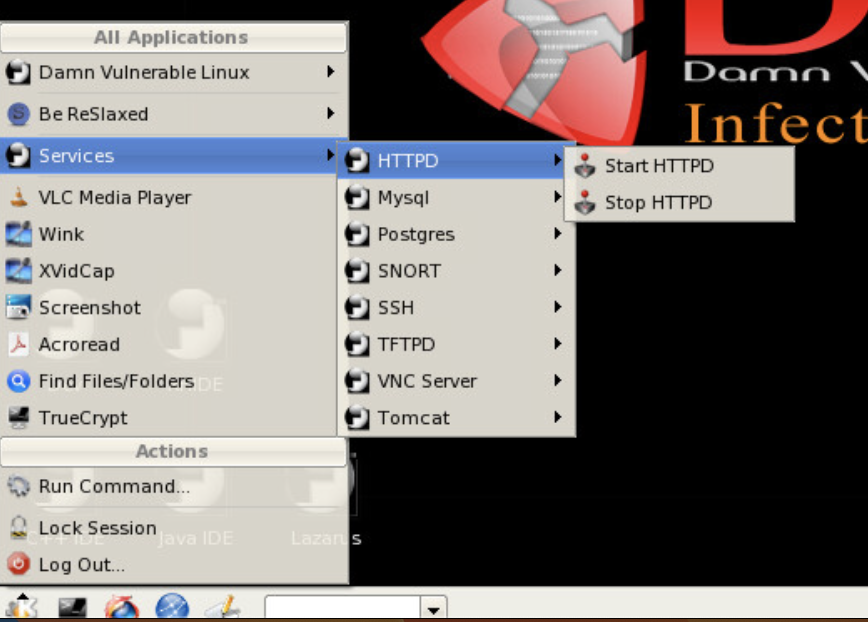 All Applications
Damn Vulnerable Linux
Be ReSlaxed
Services
VLC Media Player
Wink
XVidCap
Screenshot
Acroread
Find Files/Folders
TrueCrypt
Actions
Run Command...
Lock Session
Log Out...
HTTPD
Mysql
Postgres
SNORT
SSH
TFTPD
VNC Server
Tomcat
Start HTTPD
Stop HTTPD
Damn
Infect
C++ IDE
Java IDE